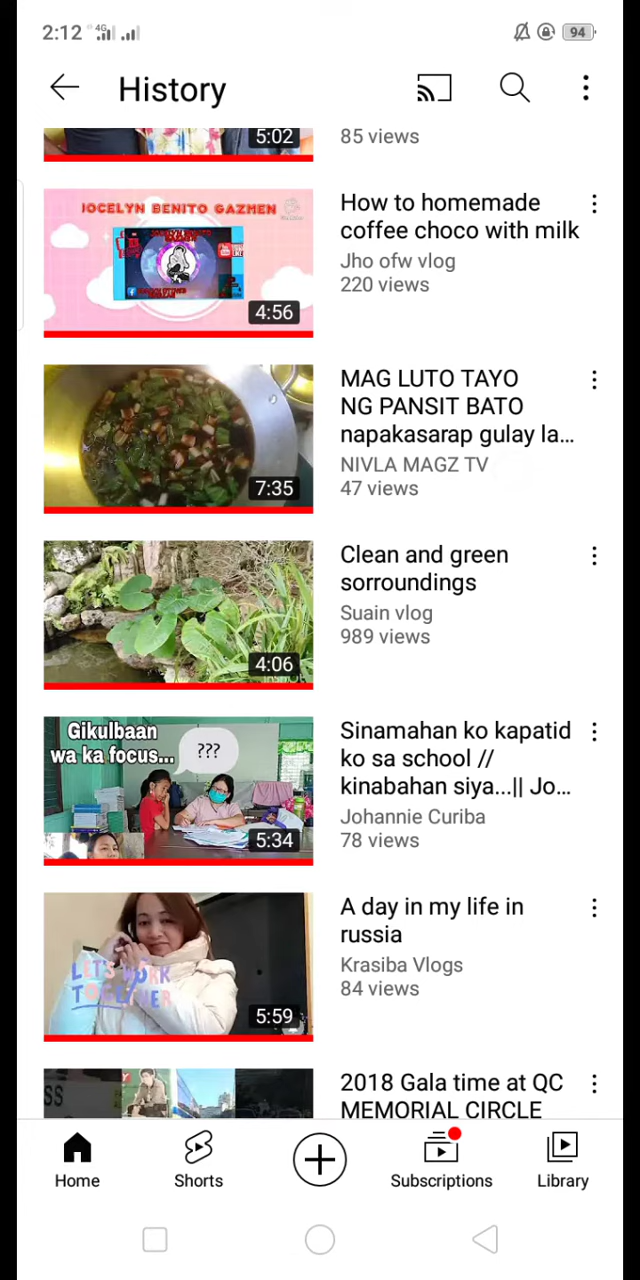 2:12 4G
94
History
5:02
85 views
JOCELYN BENITO GAZMEN
4:56
How to homemade
coffee choco with milk
Jho ofw vlog
220 views
7:35
MAG LUTO TAYO
NG PANSIT BATO
napakasarap gulay la...
NIVLA MAGZ TV
47 views
4:06
Clean and green
sorroundings
Suain vlog
989 views
Gikulbaan
wa ka focus...
???
5:34
Sinamahan ko kapatid
ko sa school //
kinabahan siya...|| Jo...
Johannie Curiba
78 views
LET'S WORK
TOGETHER
5:59
A day in my life in
russia
Krasiba Vlogs
84 views
SS
2018 Gala time at QC
MEMORIAL CIRCLE
Home
Shorts
Subscriptions
Library